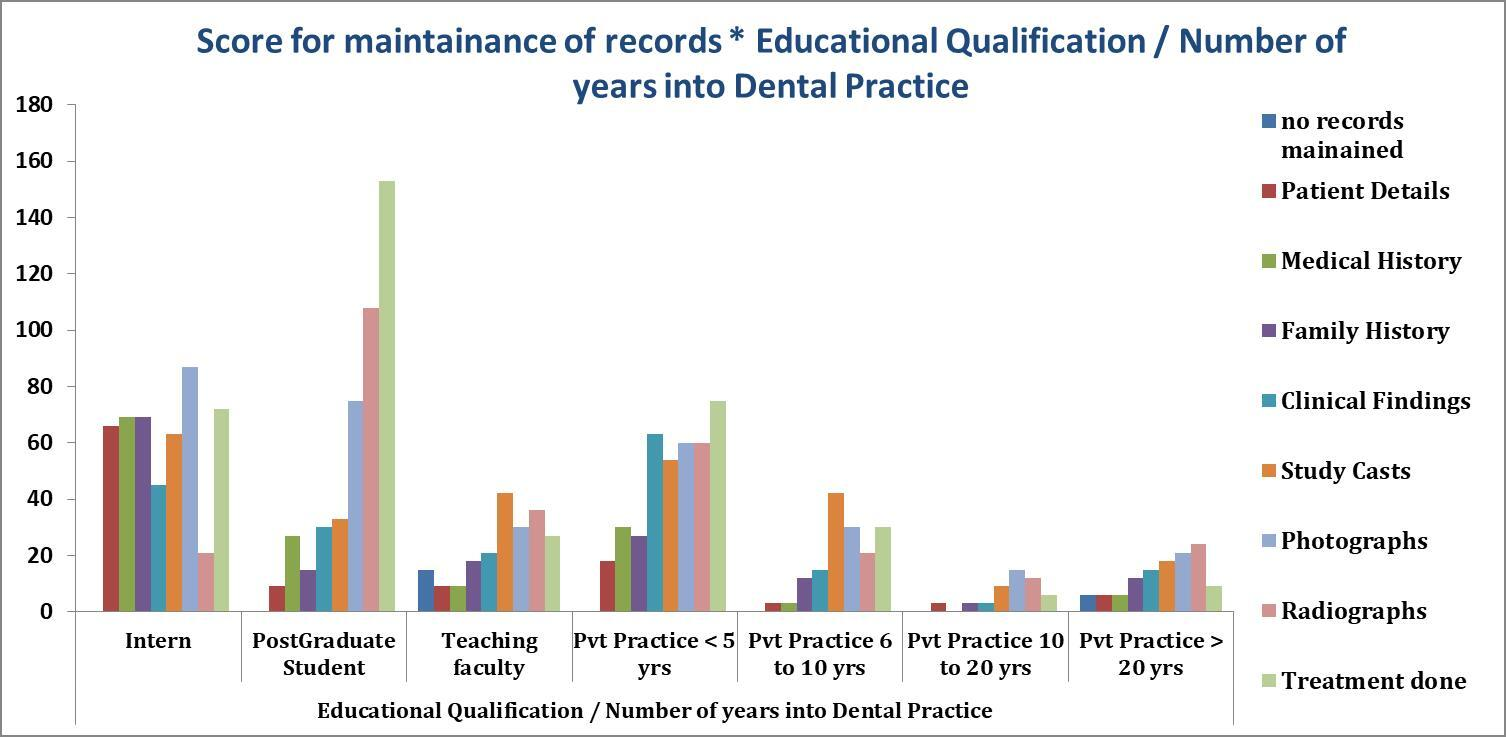 Score for maintainance of records * Educational Qualification / Number of
years into Dental Practice
180
160
140
120
100
80
60
40
20
0
Intern
PostGraduate
Student
Teaching
faculty
Pvt Practice < 5
yrs
Pvt Practice 6
to 10 yrs
Pvt Practice 10
to 20 yrs
Pvt Practice >
20 yrs
Educational Qualification / Number of years into Dental Practice
no records
mainained
Patient Details
Medical History
Family History
Clinical Findings
Study Casts
Photographs
Radiographs
Treatment done